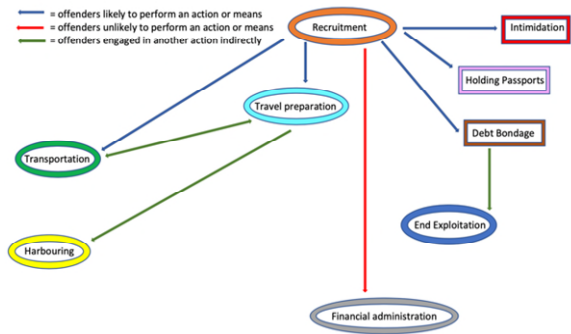 = offenders likely to perform an action or means
= offenders unlikely to perform an action or means
= offenders engaged in another action indirectly
Recruitment
Intimidation
Holding Passports
Travel preparation
Debt Bondage
Transportation
End Exploitation
Harbouring
Financial administration